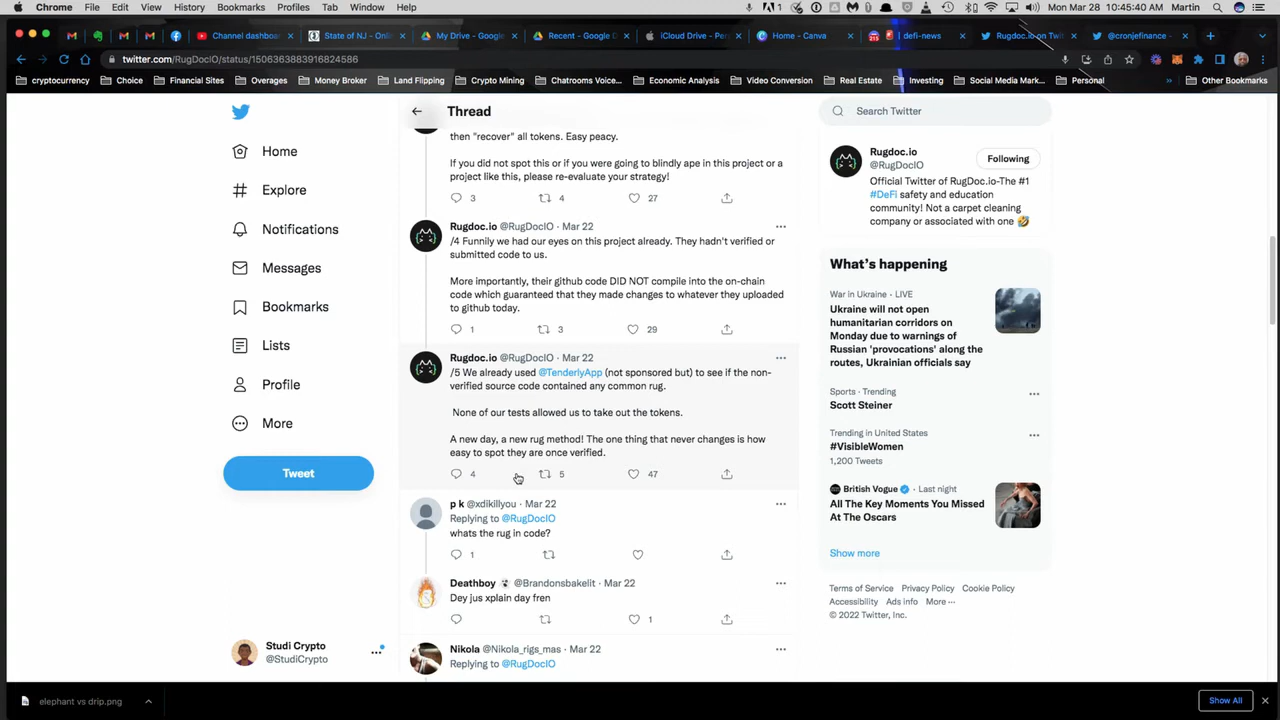 Chrome File Edit View History Bookmarks Profiles Tab Window Help Mon Mar 28 10:45:40 AM Martin
Channel dashboard State of NJ - Onli My Drive - Google Recent - Google D iCloud Drive - Per Home - Canva 215 defi-news Rugdoc.io on Twit @cronjefinance -
twitter.com/RugDocIO/status/1506363883916824586
cryptocurrency Choice Financial Sites Overages Money Broker Land Flipping Crypto Mining Chatrooms Voice... Economic Analysis Video Conversion Real Estate Investing Social Media Mark... Personal » Other Bookmarks
Home
Explore
Notifications
Messages
Bookmarks
Lists
Profile
More
Tweet
Studi Crypto
@StudiCrypto
Thread
then "recover" all tokens. Easy peacy.
If you did not spot this or if you were going to blindly ape in this project or a
project like this, please re-evaluate your strategy!
3 4 27
Rugdoc.io @RugDocIO · Mar 22
/4 Funnily we had our eyes on this project already. They hadn't verified or
submitted code to us.
More importantly, their github code DID NOT compile into the on-chain
code which guaranteed that they made changes to whatever they uploaded
to github today.
1 3 29
Rugdoc.io @RugDocIO · Mar 22
/5 We already used @TenderlyApp (not sponsored but) to see if the non-
verified source code contained any common rug.
None of our tests allowed us to take out the tokens.
A new day, a new rug method! The one thing that never changes is how
easy to spot they are once verified.
4 5 47
p k @xdikillyou · Mar 22
Replying to @RugDocIO
whats the rug in code?
1
Deathboy @Brandonsbakelit · Mar 22
Dey jus xplain day fren
1
Nikola @Nikola_rigs_mas · Mar 22
Replying to @RugDocIO
Search Twitter
Rugdoc.io
@RugDocIO
Following
Official Twitter of RugDoc.io-The #1
#DeFi safety and education
community! Not a carpet cleaning
company or associated with one
What's happening
War in Ukraine · LIVE
Ukraine will not open
humanitarian corridors on
Monday due to warnings of
Russian 'provocations' along the
routes, Ukrainian officials say
Sports · Trending
Scott Steiner
Trending in United States
#VisibleWomen
1,200 Tweets
British Vogue · Last night
All The Key Moments You Missed
At The Oscars
Show more
Terms of Service Privacy Policy Cookie Policy
Accessibility Ads info More ···
© 2022 Twitter, Inc.
elephant vs drip.png
Show All